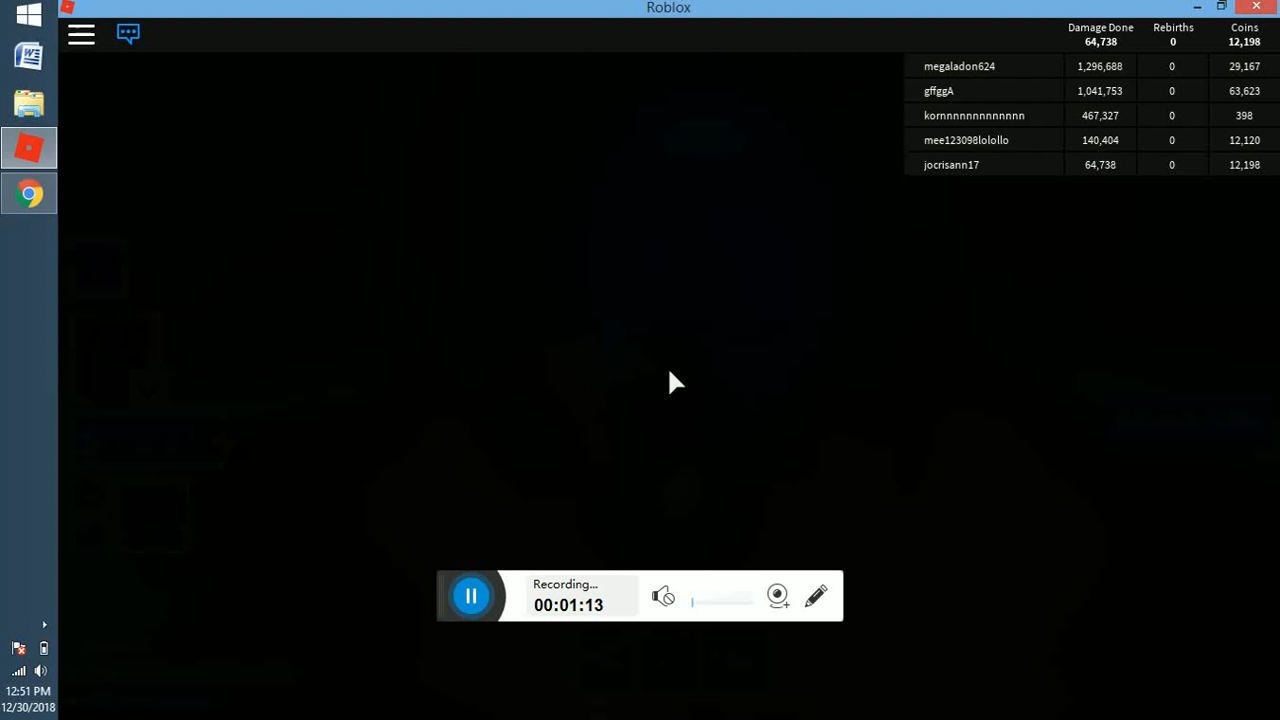 Roblox
Damage Done Rebirths Coins
64,738 0 12,198
megaladon624 1,296,688 0 29,167
gffggA 1,041,753 0 63,623
kornnnnnnnnnnnnn 467,327 0 398
mee123098lolollo 140,404 0 12,120
jocrisann17 64,738 0 12,198
Recording...
00:01:13
12:51 PM
12/30/2018